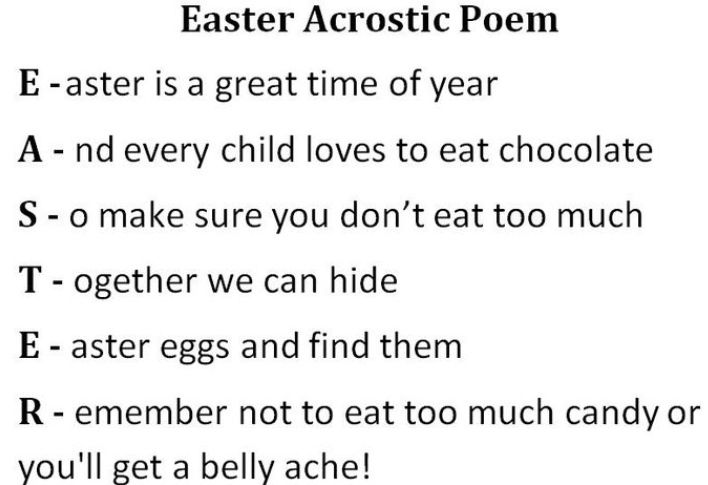 Easter Acrostic Poem
E -aster is a great time of year
A - nd every child loves to eat chocolate
S - o make sure you don’t eat too much
T - ogether we can hide
E - aster eggs and find them
R - emember not to eat too much candy or
you'll get a belly ache!